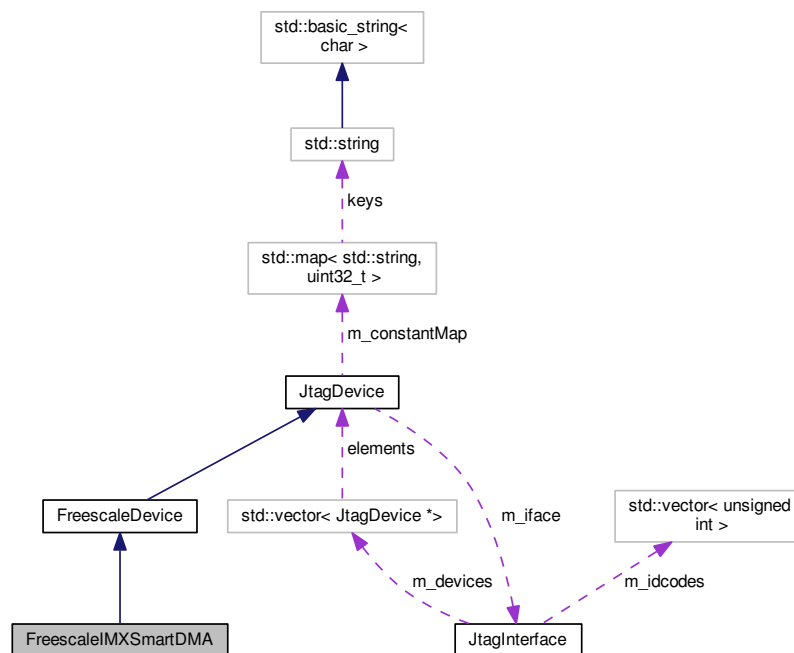 std::basic_string<
char >
std::string
keys
std::map< std::string,
uint32_t >
m_constantMap
JtagDevice
elements
FreescaleDevice
std::vector< JtagDevice *>
m_iface
std::vector< unsigned
int >
m_devices
m_idcodes
FreescaleIMXSmartDMA
JtagInterface